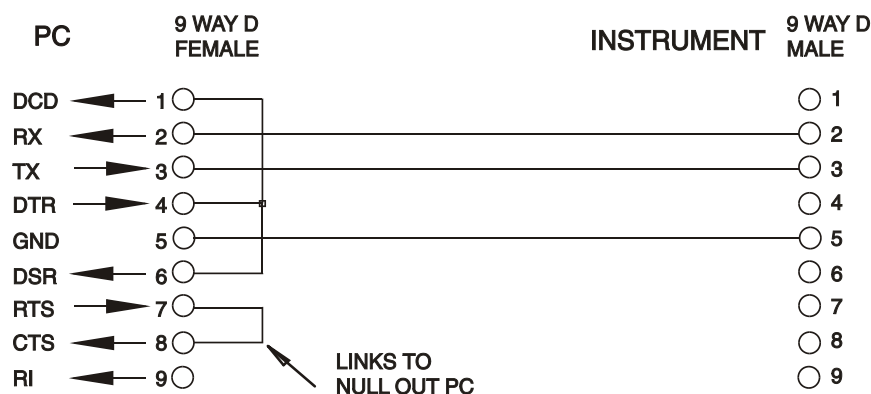 PC
9 WAY D
FEMALE
INSTRUMENT
9 WAY D
MALE
DCD 1 1
RX 2 2
TX 3 3
DTR 4 4
GND 5 5
DSR 6 6
RTS 7 7
CTS 8 8
RI 9 9
LINKS TO
NULL OUT PC